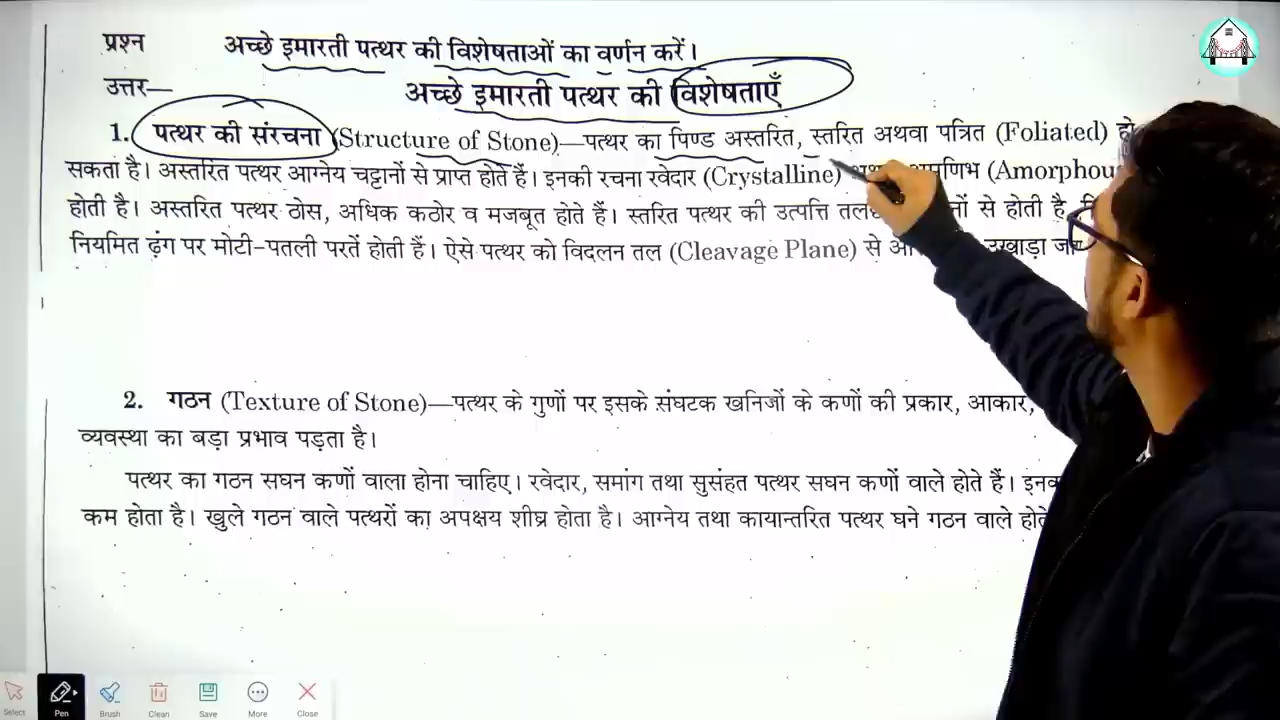 प्रश्न अच्छे इमारती पत्थर की विशेषताओं का वर्णन करें।
उत्तर— अच्छे इमारती पत्थर की विशेषताएँ
1. पत्थर की संरचना (Structure of Stone)—पत्थर का पिण्ड अस्तरित, स्तरित अथवा पत्रित (Foliated) हो
सकता है। अस्तरित पत्थर आग्नेय चट्टानों से प्राप्त होते हैं। इनकी रचना रवेदार (Crystalline)
होती है। अस्तरित पत्थर ठोस, अधिक कठोर व मजबूत होते हैं। स्तरित पत्थर की उत्पत्ति से होती है
नियमित ढ़ंग पर मोटी-पतली परतें होती हैं। ऐसे पत्थर को विदलन तल (Cleavage Plane) से
2. गठन (Texture of Stone)—पत्थर के गुणों पर इसके संघटक खनिजों के कणों की प्रकार, आकार,
व्यवस्था का बड़ा प्रभाव पड़ता है।
पत्थर का गठन सघन कणों वाला होना चाहिए। रवेदार, समांग तथा सुसंहत पत्थर सघन कणों वाले होते हैं।
कम होता है। खुले गठन वाले पत्थरों का अपक्षय शीघ्र होता है। आग्नेय तथा कायान्तरित पत्थर घने गठन वाले
Select Pen Brush Clean Save More Close